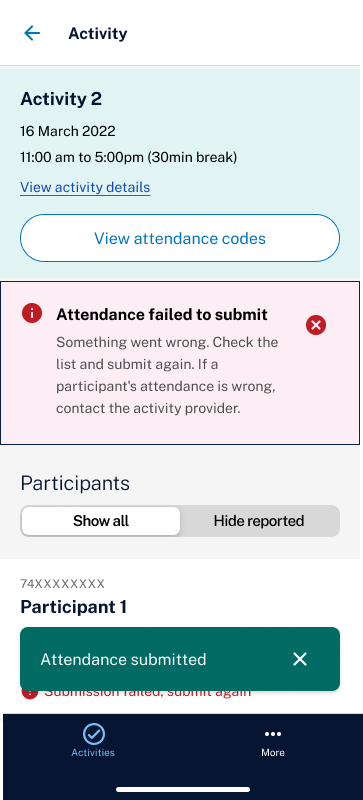 Activity
Activity 2
16 March 2022
11:00 am to 5:00pm (30min break)
View activity details
View attendance codes
Attendance failed to submit
Something went wrong. Check the
list and submit again. If a
participant's attendance is wrong,
contact the activity provider.
Participants
Show all
Hide reported
74XXXXXXXX
Participant 1
Attendance submitted
Submission failed, submit again
Activities
More